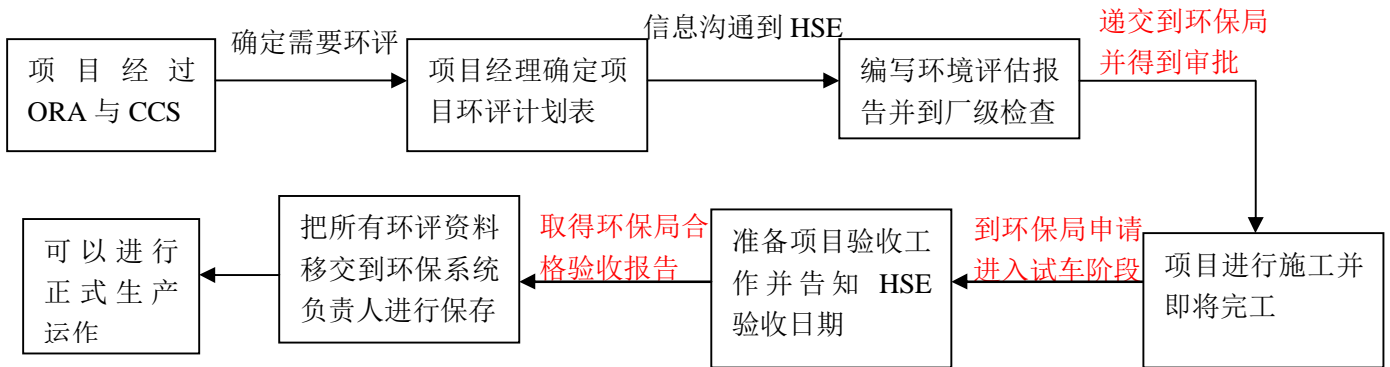 项目经过
ORA 与 CCS
确定需要环评
项目经理确定项
目环评计划表
信息沟通到 HSE
编写环境评估报
告并到厂级检查
递交到环保局
并得到审批
项目进行施工并
即将完工
到环保局申请
进入试车阶段
准备项目验收工
作并告知 HSE
验收日期
取得环保局合
格验收报告
把所有环评资料
移交到环保系统
负责人进行保存
可以进行
正式生产
运作